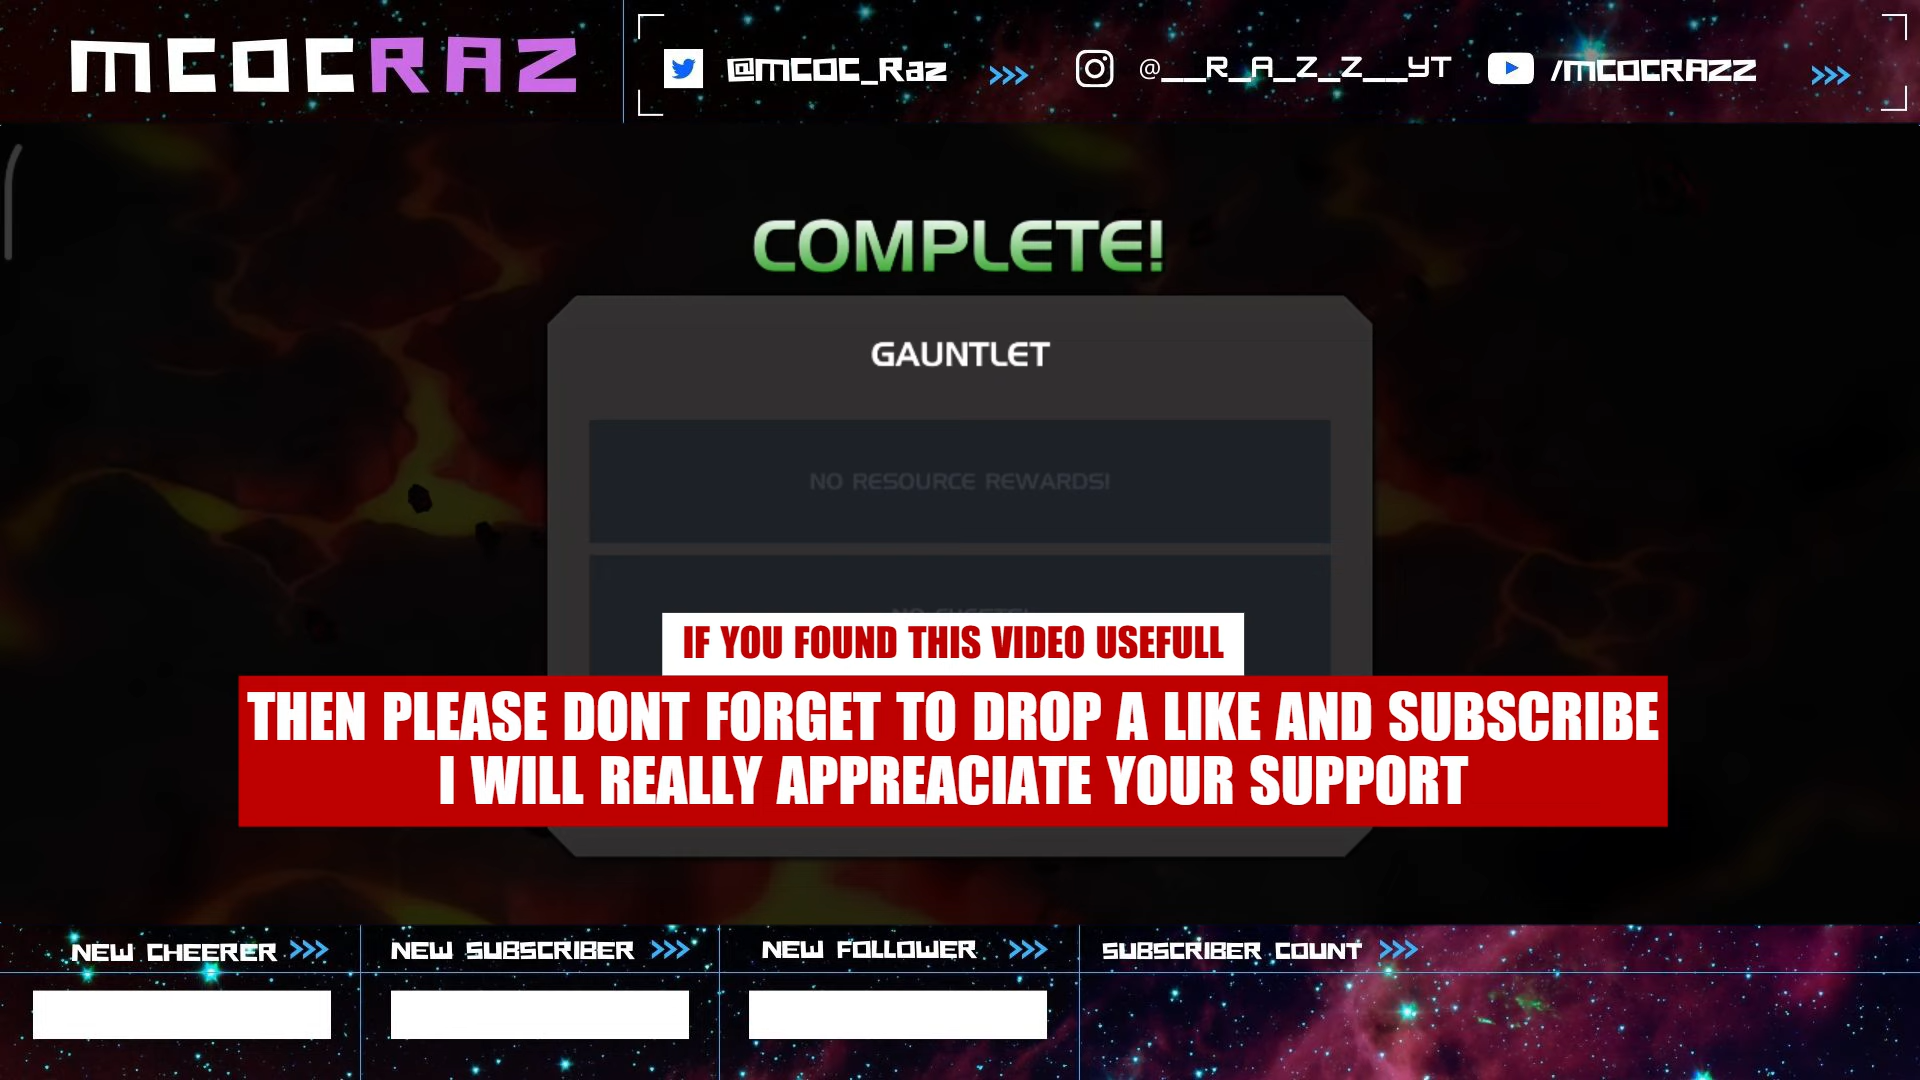 MCOCRAZ
@MCOC_Raz
@__R_A_Z_Z__YT
/MCOCRAZZ
COMPLETE!
GAUNTLET
NO RESOURCE REWARDS!
IF YOU FOUND THIS VIDEO USEFULL
THEN PLEASE DONT FORGET TO DROP A LIKE AND SUBSCRIBE
I WILL REALLY APPREACIATE YOUR SUPPORT
NEW CHEERER
NEW SUBSCRIBER
NEW FOLLOWER
SUBSCRIBER COUNT